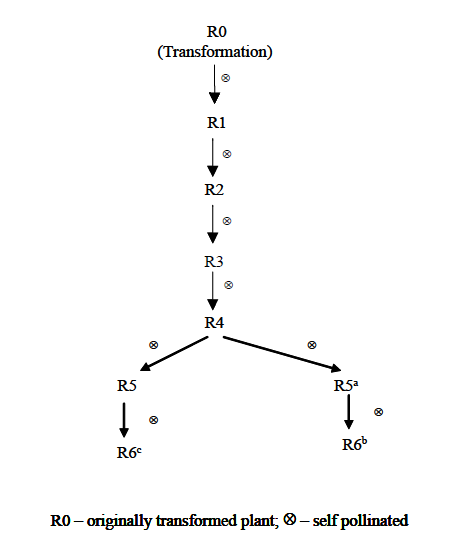 R0
(Transformation)
⊗
R1
⊗
R2
⊗
R3
⊗
R4
⊗ ⊗
R5 R5ᵃ
⊗ ⊗
R6ᶜ R6ᵇ
R0 – originally transformed plant; ⊗ – self pollinated